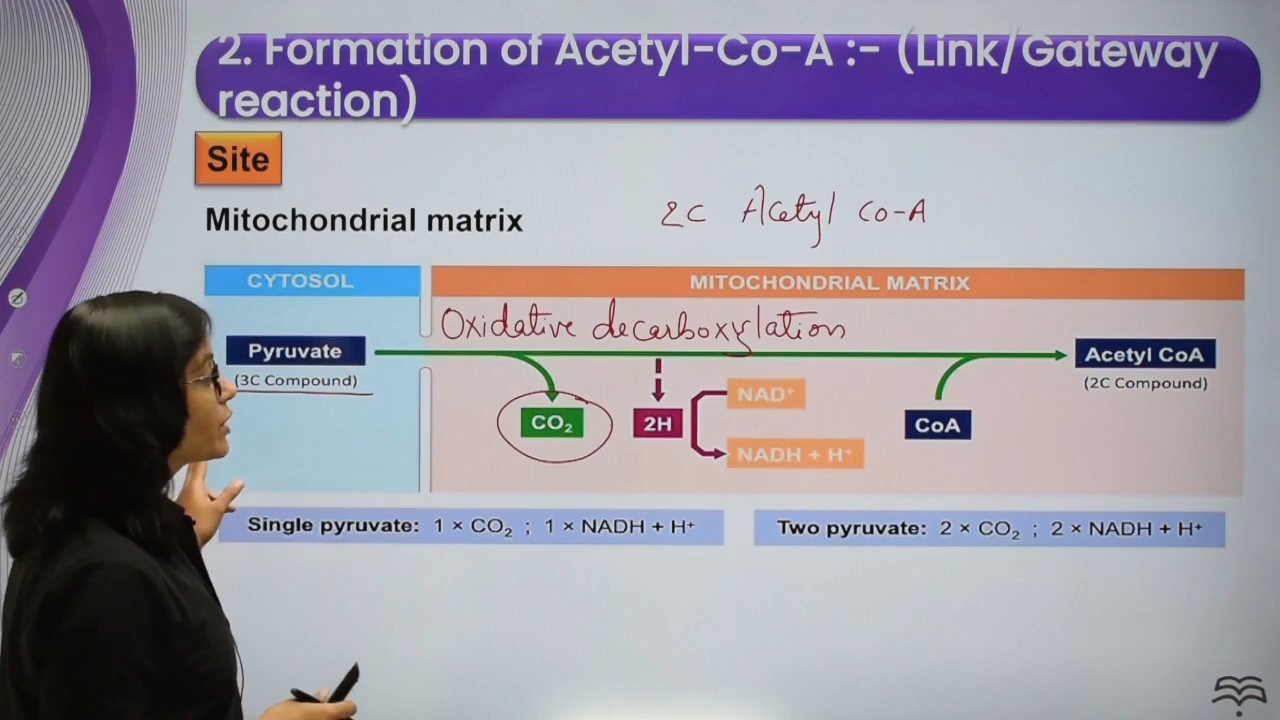 2. Formation of Acetyl-Co-A :- (Link/Gateway
reaction)
Site
Mitochondrial matrix
2C Acetyl Co-A
CYTOSOL
MITOCHONDRIAL MATRIX
Oxidative decarboxylation
Pyruvate
Acetyl CoA
(3C Compound)
(2C Compound)
NAD⁺
CO₂
2H
CoA
NADH + H⁺
Single pyruvate: 1 × CO₂ ; 1 × NADH + H⁺
Two pyruvate: 2 × CO₂ ; 2 × NADH + H⁺